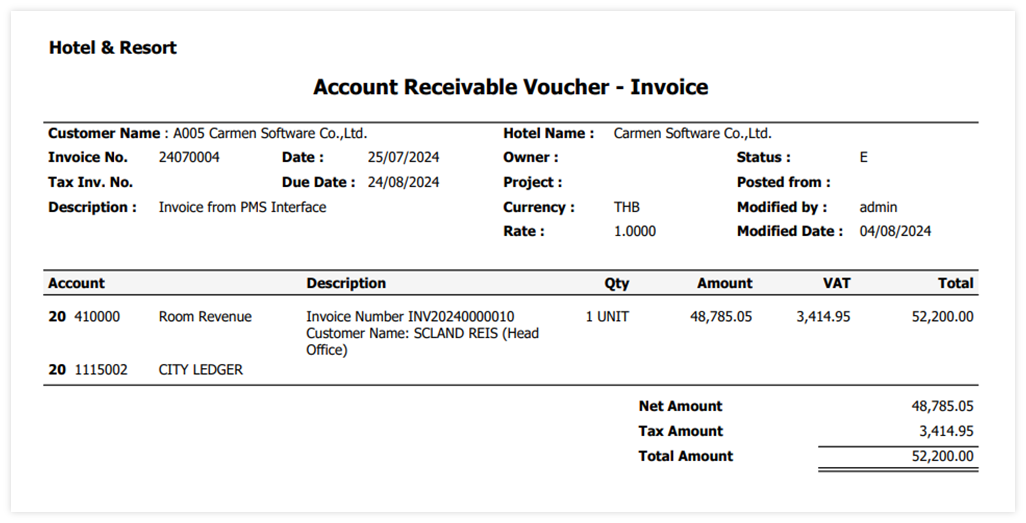 Hotel & Resort
Account Receivable Voucher - Invoice
Customer Name : A005 Carmen Software Co.,Ltd. Hotel Name : Carmen Software Co.,Ltd.
Invoice No. 24070004 Date : 25/07/2024 Owner : Status : E
Tax Inv. No. Due Date : 24/08/2024 Project : Posted from :
Description : Invoice from PMS Interface Currency : THB Modified by : admin
Rate : 1.0000 Modified Date : 04/08/2024
Account Description Qty Amount VAT Total
20 410000 Room Revenue Invoice Number INV20240000010 1 UNIT 48,785.05 3,414.95 52,200.00
Customer Name: SCLAND REIS (Head
Office)
20 1115002 CITY LEDGER
Net Amount 48,785.05
Tax Amount 3,414.95
Total Amount 52,200.00